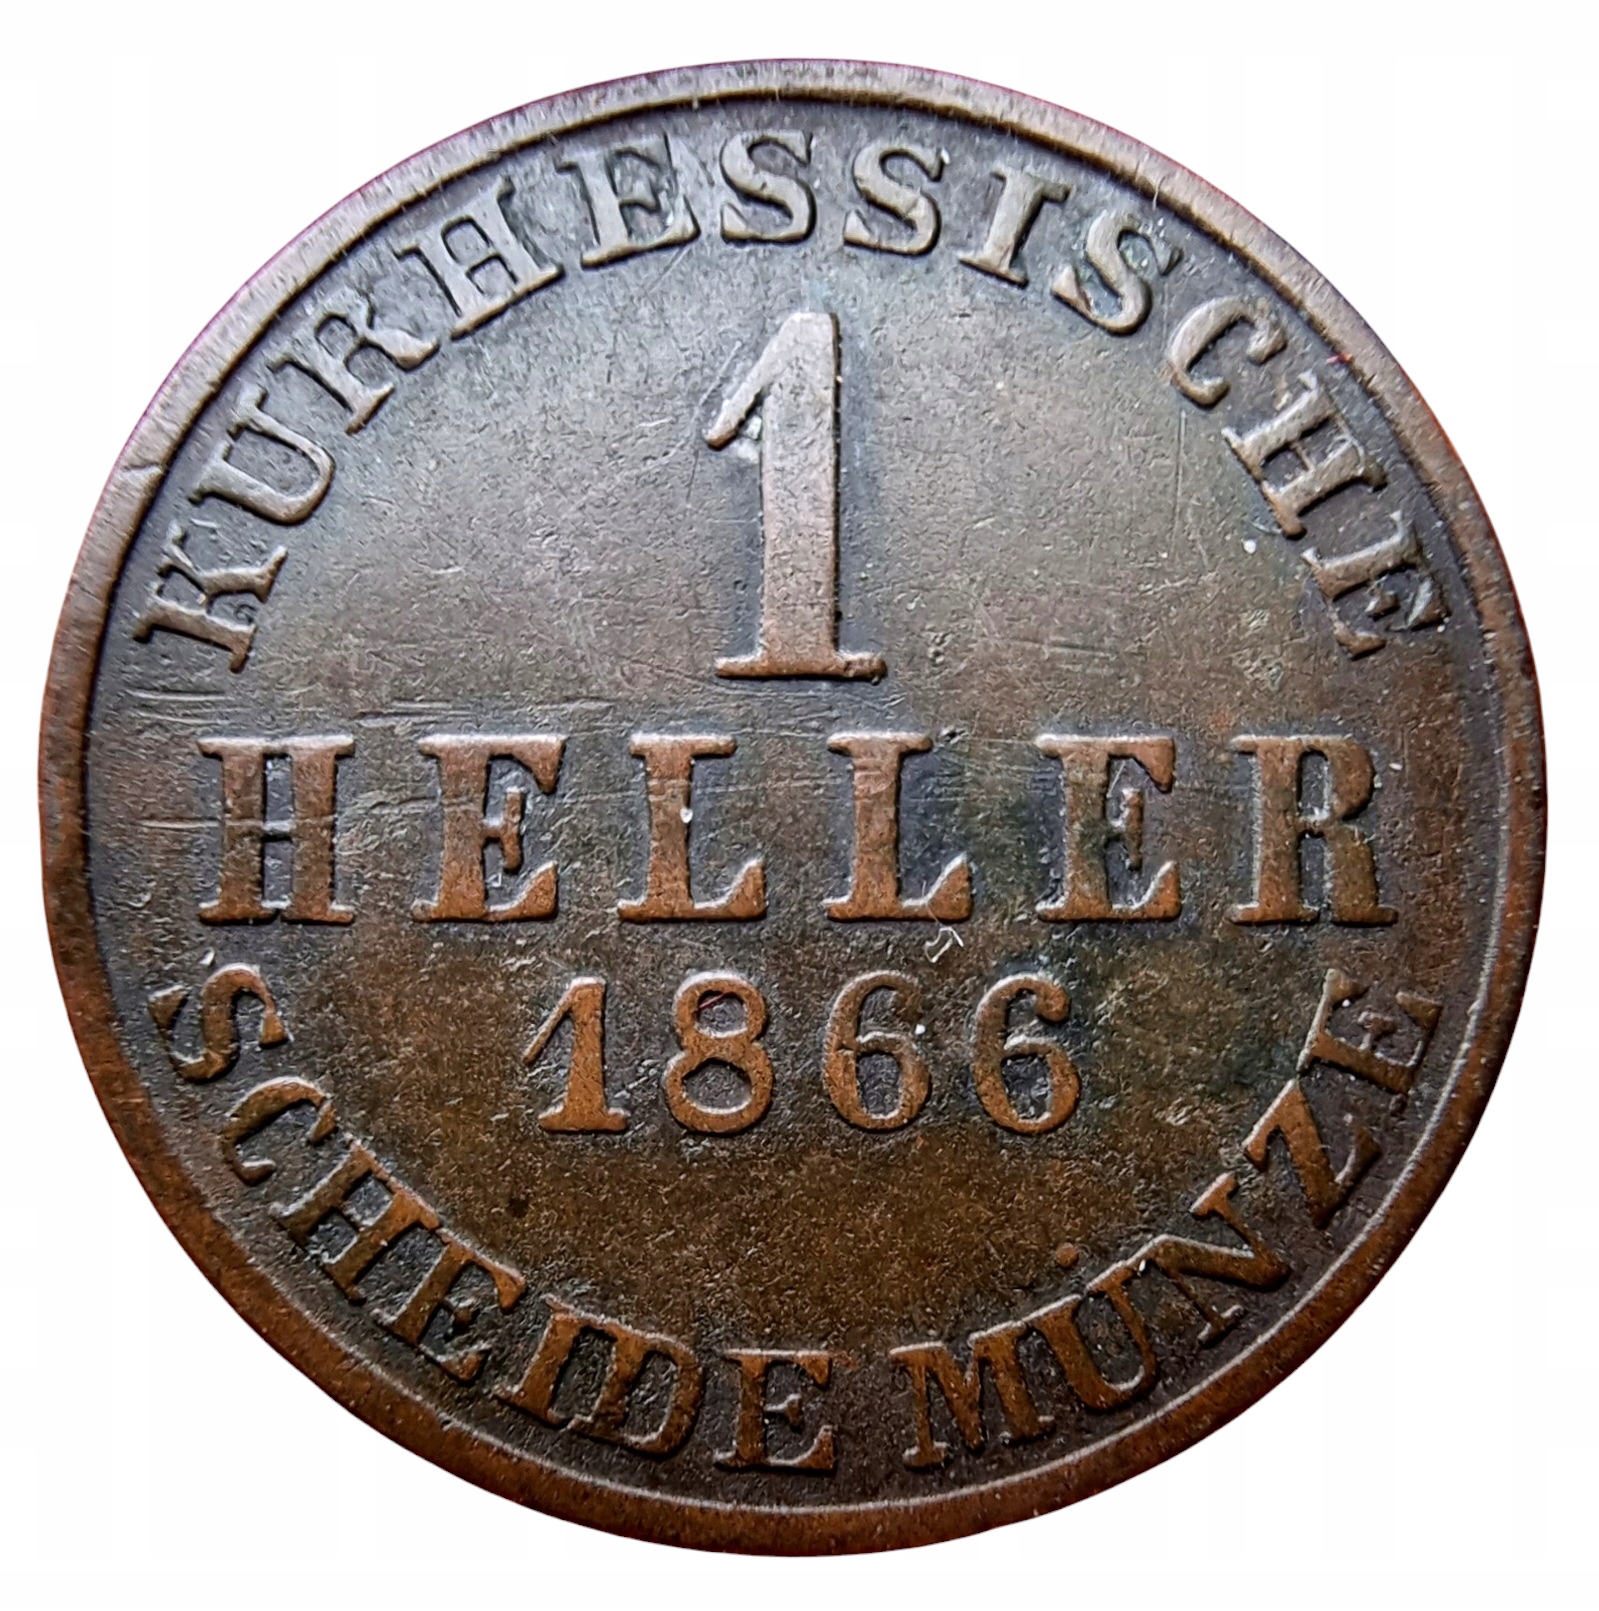 KURHESSISCHE
1
HELLER
1866
SCHEIDE MÜNZE